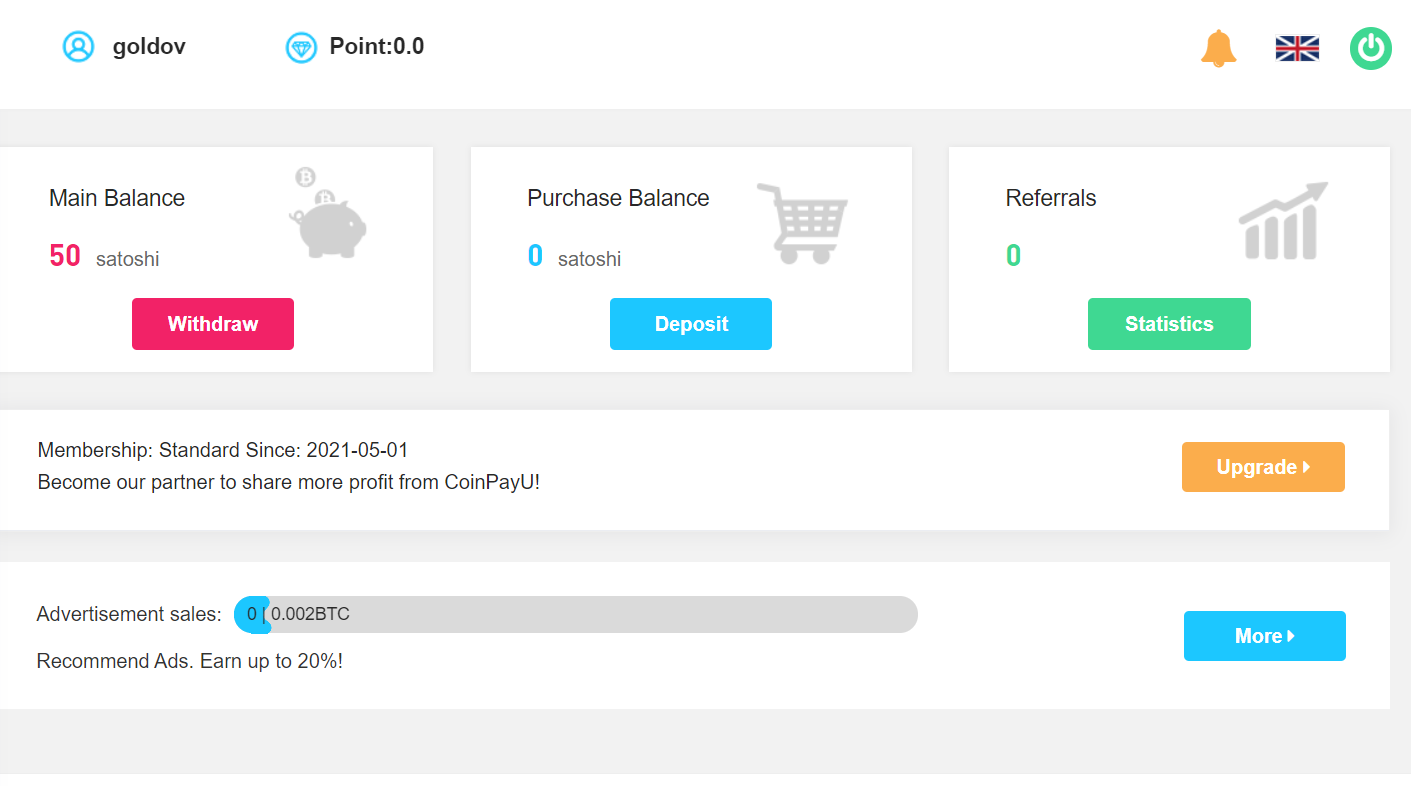 goldov
Point:0.0
Main Balance
50 satoshi
Withdraw
Purchase Balance
0 satoshi
Deposit
Referrals
0
Statistics
Membership: Standard Since: 2021-05-01
Become our partner to share more profit from CoinPayU!
Upgrade
Advertisement sales: 0 | 0.002BTC
Recommend Ads. Earn up to 20%!
More